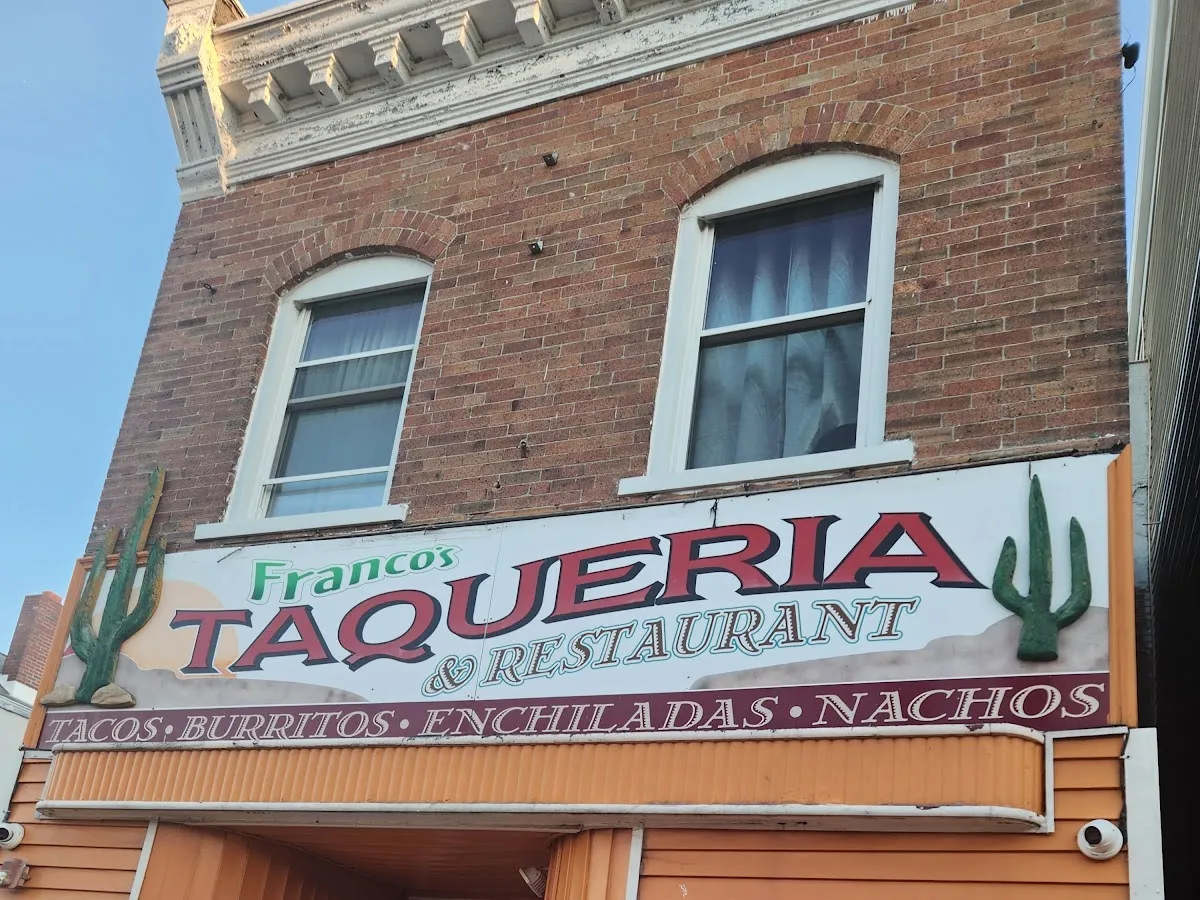 Franco's
TAQUERIA
& RESTAURANT
TACOS • BURRITOS • ENCHILADAS • NACHOS